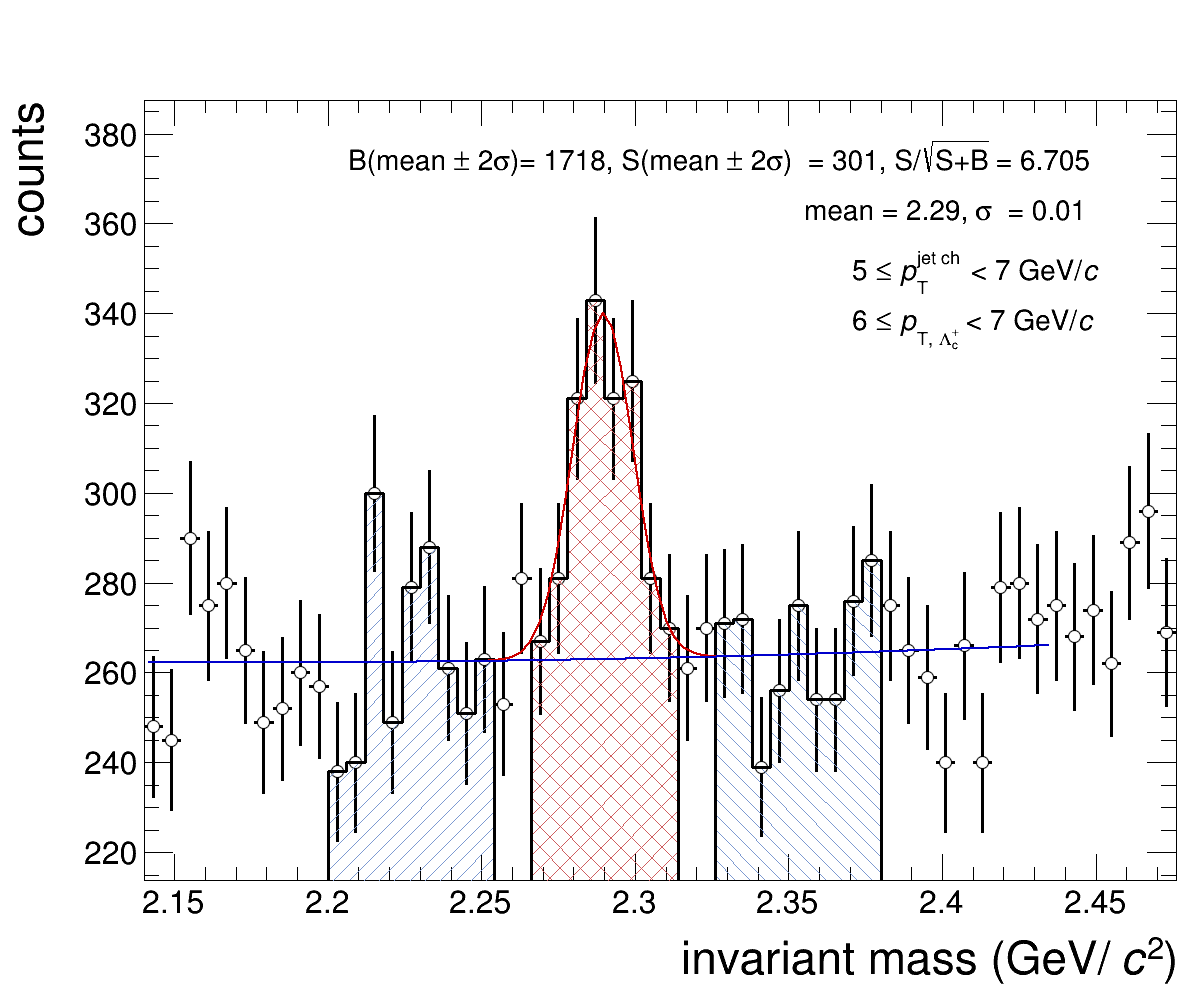 counts
380
360
340
320
300
280
260
240
220
B(mean ± 2σ)= 1718, S(mean ± 2σ)  = 301, S/√S+B = 6.705
mean = 2.29, σ  = 0.01
5 ≤ p_T^jet ch < 7 GeV/c
6 ≤ p_T, Λ_c^+ < 7 GeV/c
2.15 2.2 2.25 2.3 2.35 2.4 2.45
invariant mass (GeV/ c²)